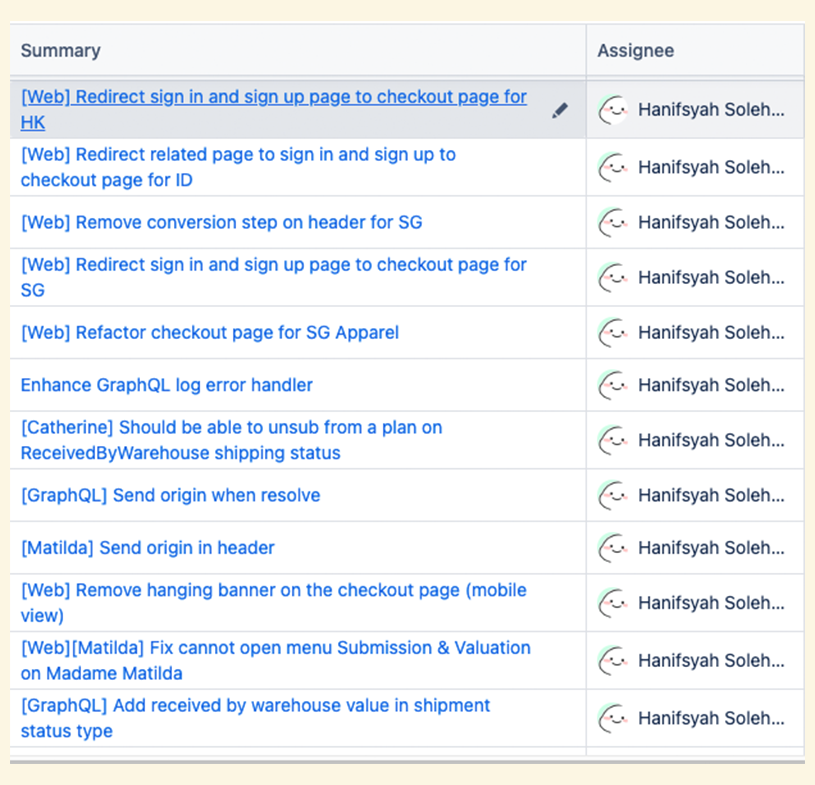 Summary Assignee
[Web] Redirect sign in and sign up page to checkout page for
HK
Hanifsyah Soleh...
[Web] Redirect related page to sign in and sign up to
checkout page for ID
Hanifsyah Soleh...
[Web] Remove conversion step on header for SG
Hanifsyah Soleh...
[Web] Redirect sign in and sign up page to checkout page for
SG
Hanifsyah Soleh...
[Web] Refactor checkout page for SG Apparel
Hanifsyah Soleh...
Enhance GraphQL log error handler
Hanifsyah Soleh...
[Catherine] Should be able to unsub from a plan on
ReceivedByWarehouse shipping status
Hanifsyah Soleh...
[GraphQL] Send origin when resolve
Hanifsyah Soleh...
[Matilda] Send origin in header
Hanifsyah Soleh...
[Web] Remove hanging banner on the checkout page (mobile
view)
Hanifsyah Soleh...
[Web][Matilda] Fix cannot open menu Submission & Valuation
on Madame Matilda
Hanifsyah Soleh...
[GraphQL] Add received by warehouse value in shipment
status type
Hanifsyah Soleh...